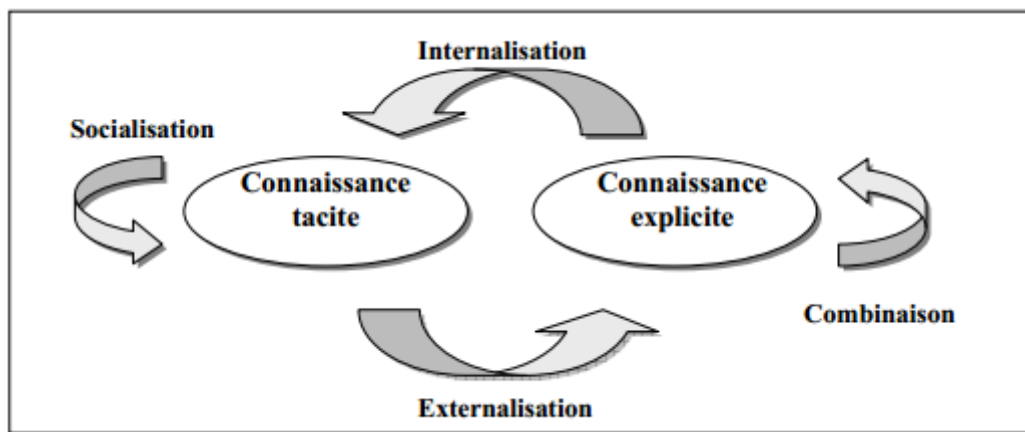 Internalisation
Socialisation
Connaissance
tacite
Connaissance
explicite
Combinaison
Externalisation